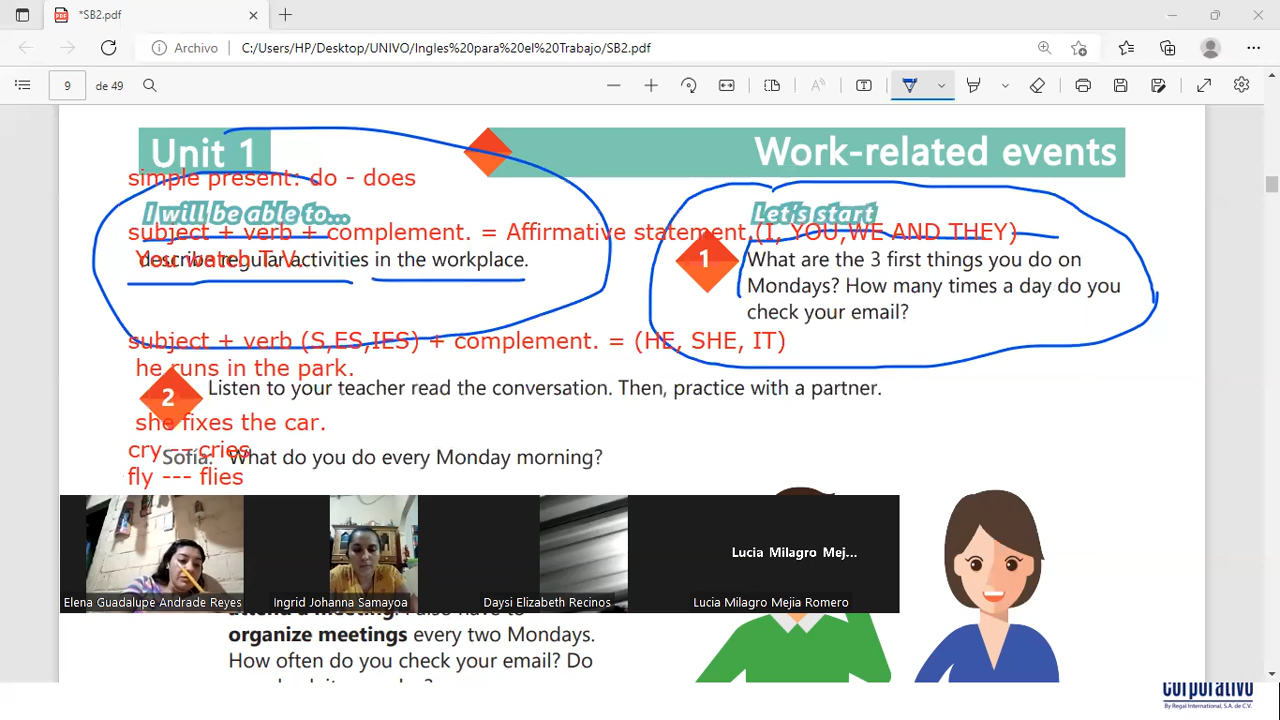 *SB2.pdf
Archivo
C:/Users/HP/Desktop/UNIVO/Ingles%20para%20el%20Trabajo/SB2.pdf
9
de 49
Unit 1
Work-related events
simple present: do - does
I will be able to...
Let's start
subject + verb + complement. = Affirmative statement.(I, YOU,WE AND THEY)
You watch T.V.
describe regular activities in the workplace.
1
What are the 3 first things you do on
Mondays? How many times a day do you
check your email?
subject + verb (S,ES,IES) + complement. = (HE, SHE, IT)
he runs in the park.
2
Listen to your teacher read the conversation. Then, practice with a partner.
she fixes the car.
cry --- cries
Sofía: What do you do every Monday morning?
fly --- flies
Lucia Milagro Mej...
Elena Guadalupe Andrade Reyes
Ingrid Johanna Samayoa
Daysi Elizabeth Recinos
Lucia Milagro Mejia Romero
organize meetings every two Mondays.
How often do you check your email? Do
Corporativo
By Regal International, S.A. de C.V.